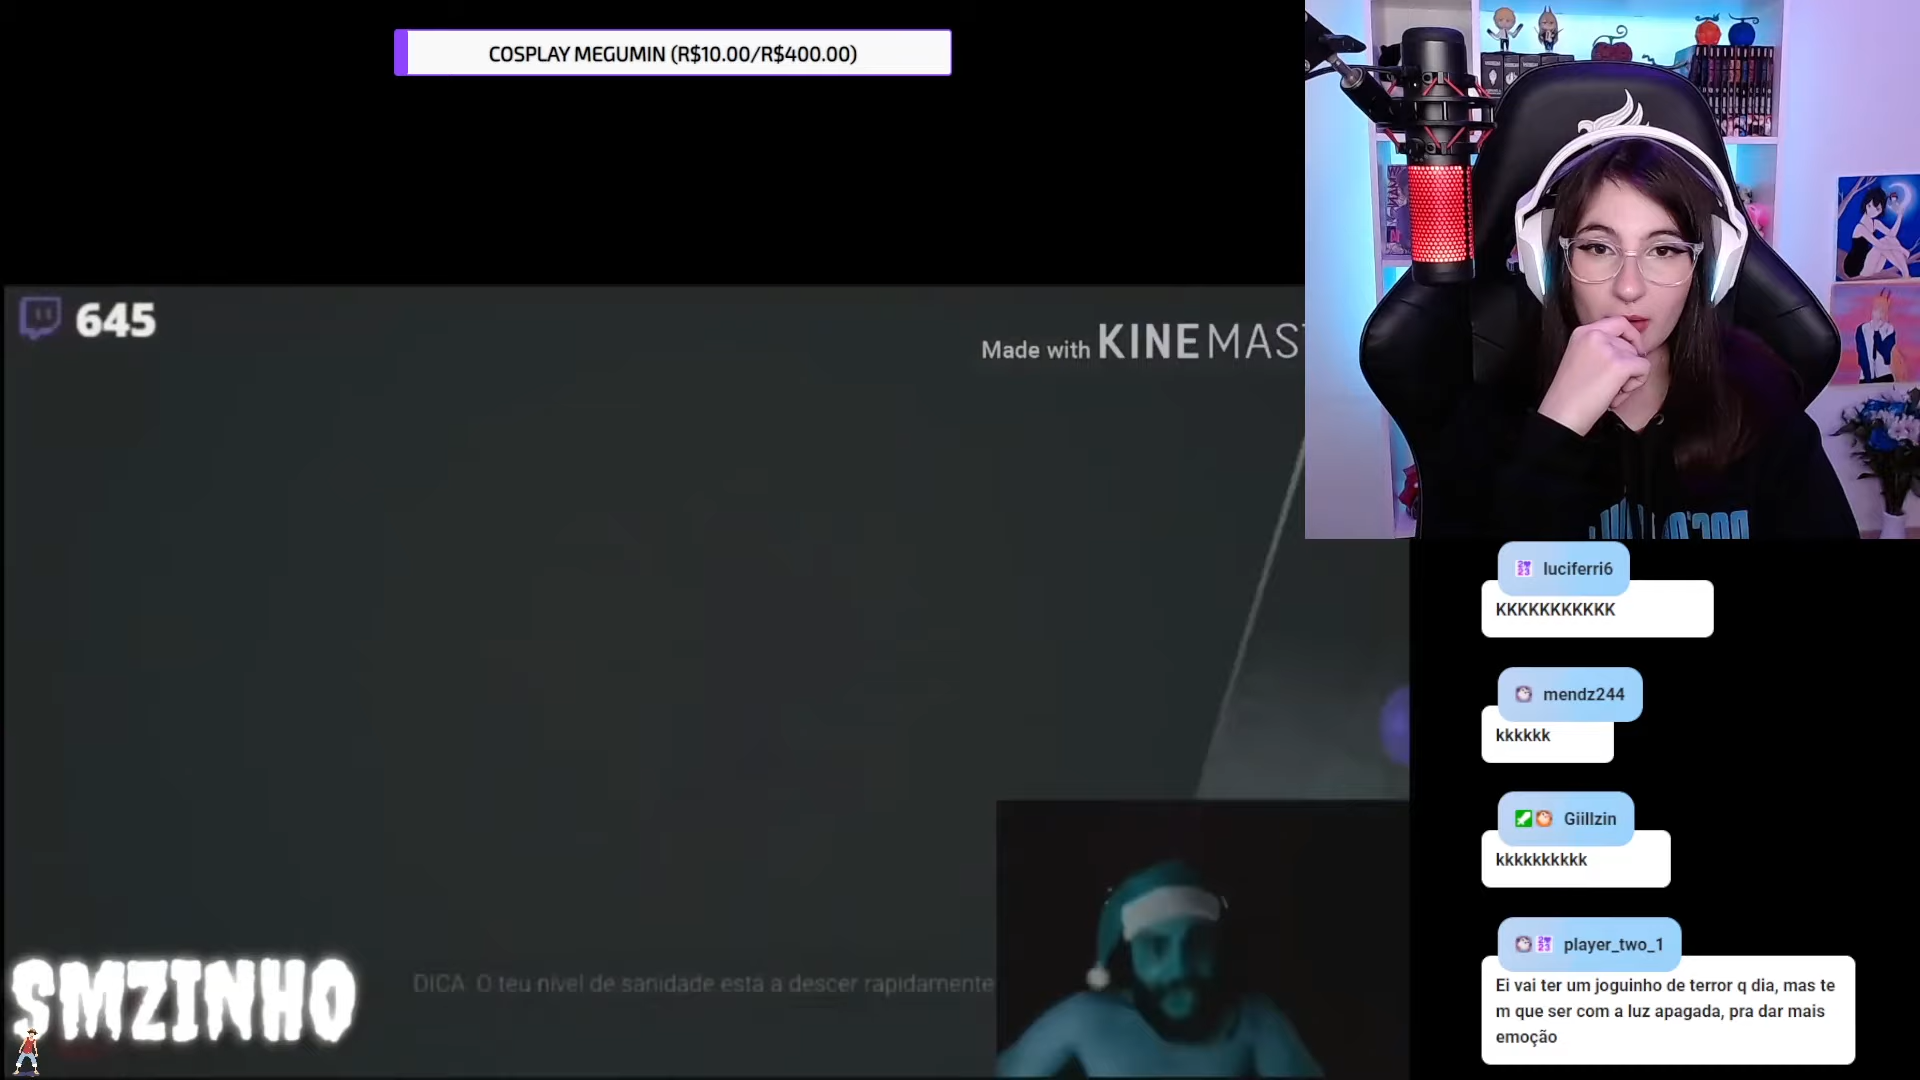 COSPLAY MEGUMIN (R$10.00/R$400.00)
645
Made with KINEMAS
SMZINHO
DICA: O teu nível de sanidade esta a descer rapidamente
luciferri6
KKKKKKKKKKK
mendz244
kkkkkk
Giillzin
kkkkkkkkkk
player_two_1
Ei vai ter um joguinho de terror q dia, mas te
m que ser com a luz apagada, pra dar mais
emoção